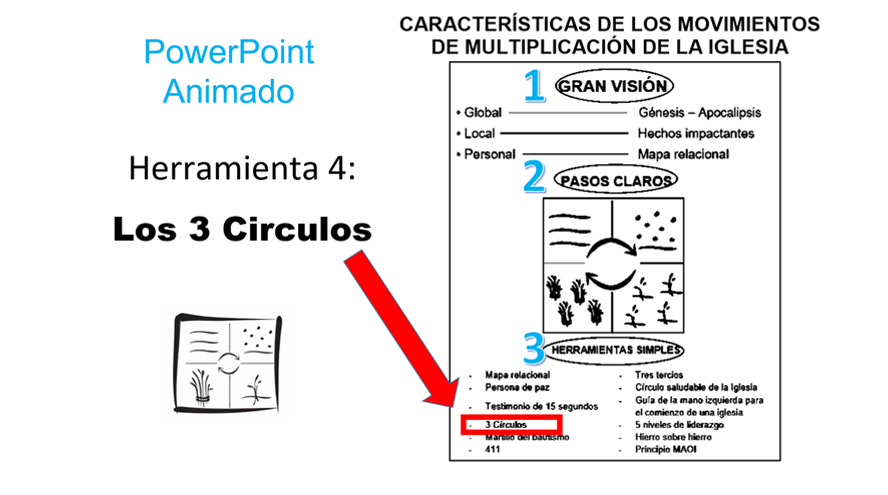 PowerPoint
Animado
Herramienta 4:
Los 3 Circulos
CARACTERÍSTICAS DE LOS MOVIMIENTOS
DE MULTIPLICACIÓN DE LA IGLESIA
1 GRAN VISIÓN
• Global Génesis – Apocalipsis
• Local Hechos impactantes
• Personal Mapa relacional
2 PASOS CLAROS
3 HERRAMIENTAS SIMPLES
- Mapa relacional
- Persona de paz
- Testimonio de 15 segundos
- 3 Círculos
- Martillo del bautismo
- 411
- Tres tercios
- Círculo saludable de la Iglesia
- Guía de la mano izquierda para
el comienzo de una iglesia
- 5 niveles de liderazgo
- Hierro sobre hierro
- Principio MAOI